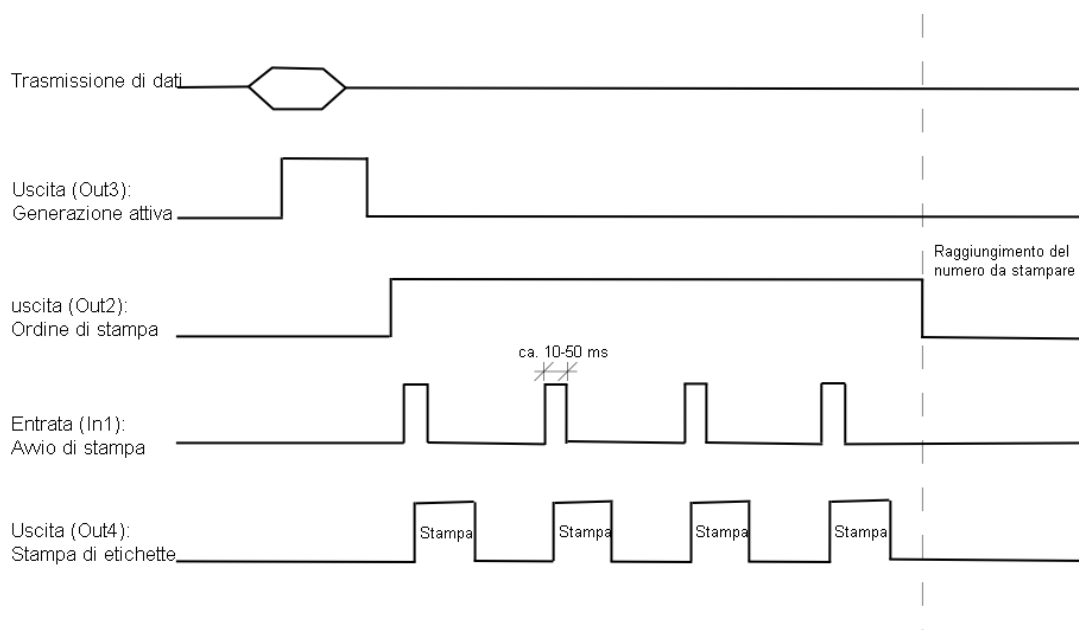 Trasmissione di dati
Uscita (Out3):
Generazione attiva
Raggiungimento del
numero da stampare
uscita (Out2):
Ordine di stampa
ca. 10-50 ms
Entrata (In1):
Avvio di stampa
Uscita (Out4):
Stampa di etichette
Stampa Stampa Stampa Stampa